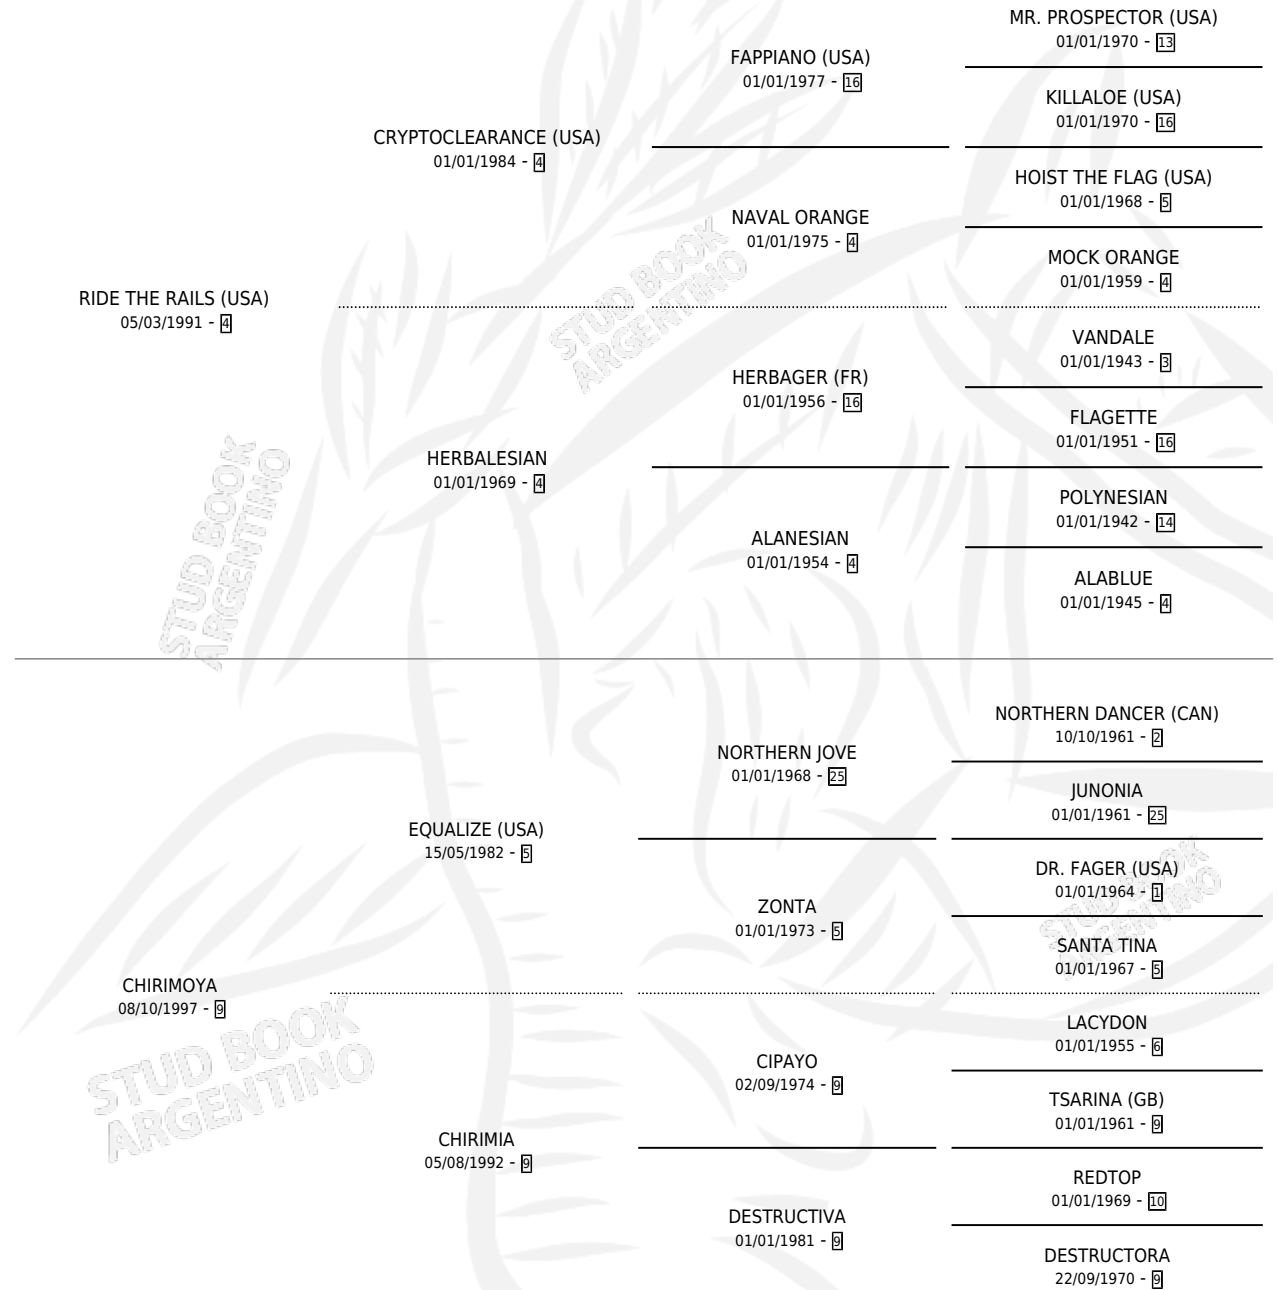 MR. PROSPECTOR (USA)
01/01/1970 - 13
FAPPIANO (USA)
01/01/1977 - 16
KILLALOE (USA)
01/01/1970 - 16
CRYPTOCLEARANCE (USA)
01/01/1984 - 4
HOIST THE FLAG (USA)
01/01/1968 - 5
NAVAL ORANGE
01/01/1975 - 4
MOCK ORANGE
01/01/1959 - 4
RIDE THE RAILS (USA)
05/03/1991 - 4
VANDALE
01/01/1943 - 3
HERBAGER (FR)
01/01/1956 - 16
FLAGETTE
01/01/1951 - 16
HERBALESIAN
01/01/1969 - 4
POLYNESIAN
01/01/1942 - 14
ALANESIAN
01/01/1954 - 4
ALABLUE
01/01/1945 - 4
NORTHERN DANCER (CAN)
10/10/1961 - 2
NORTHERN JOVE
01/01/1968 - 25
JUNONIA
01/01/1961 - 25
EQUALIZE (USA)
15/05/1982 - 5
DR. FAGER (USA)
01/01/1964 - 1
ZONTA
01/01/1973 - 5
SANTA TINA
01/01/1967 - 5
CHIRIMOYA
08/10/1997 - 9
LACYDON
01/01/1955 - 6
CIPAYO
02/09/1974 - 9
TSARINA (GB)
01/01/1961 - 9
CHIRIMIA
05/08/1992 - 9
REDTOP
01/01/1969 - 10
DESTRUCTIVA
01/01/1981 - 9
DESTRUCTORA
22/09/1970 - 9
STUD BOOK
ARGENTINO
STUD BOOK
ARGENTINO
STUD BOOK
ARGENTINO
STUD BOOK
ARGENTINO